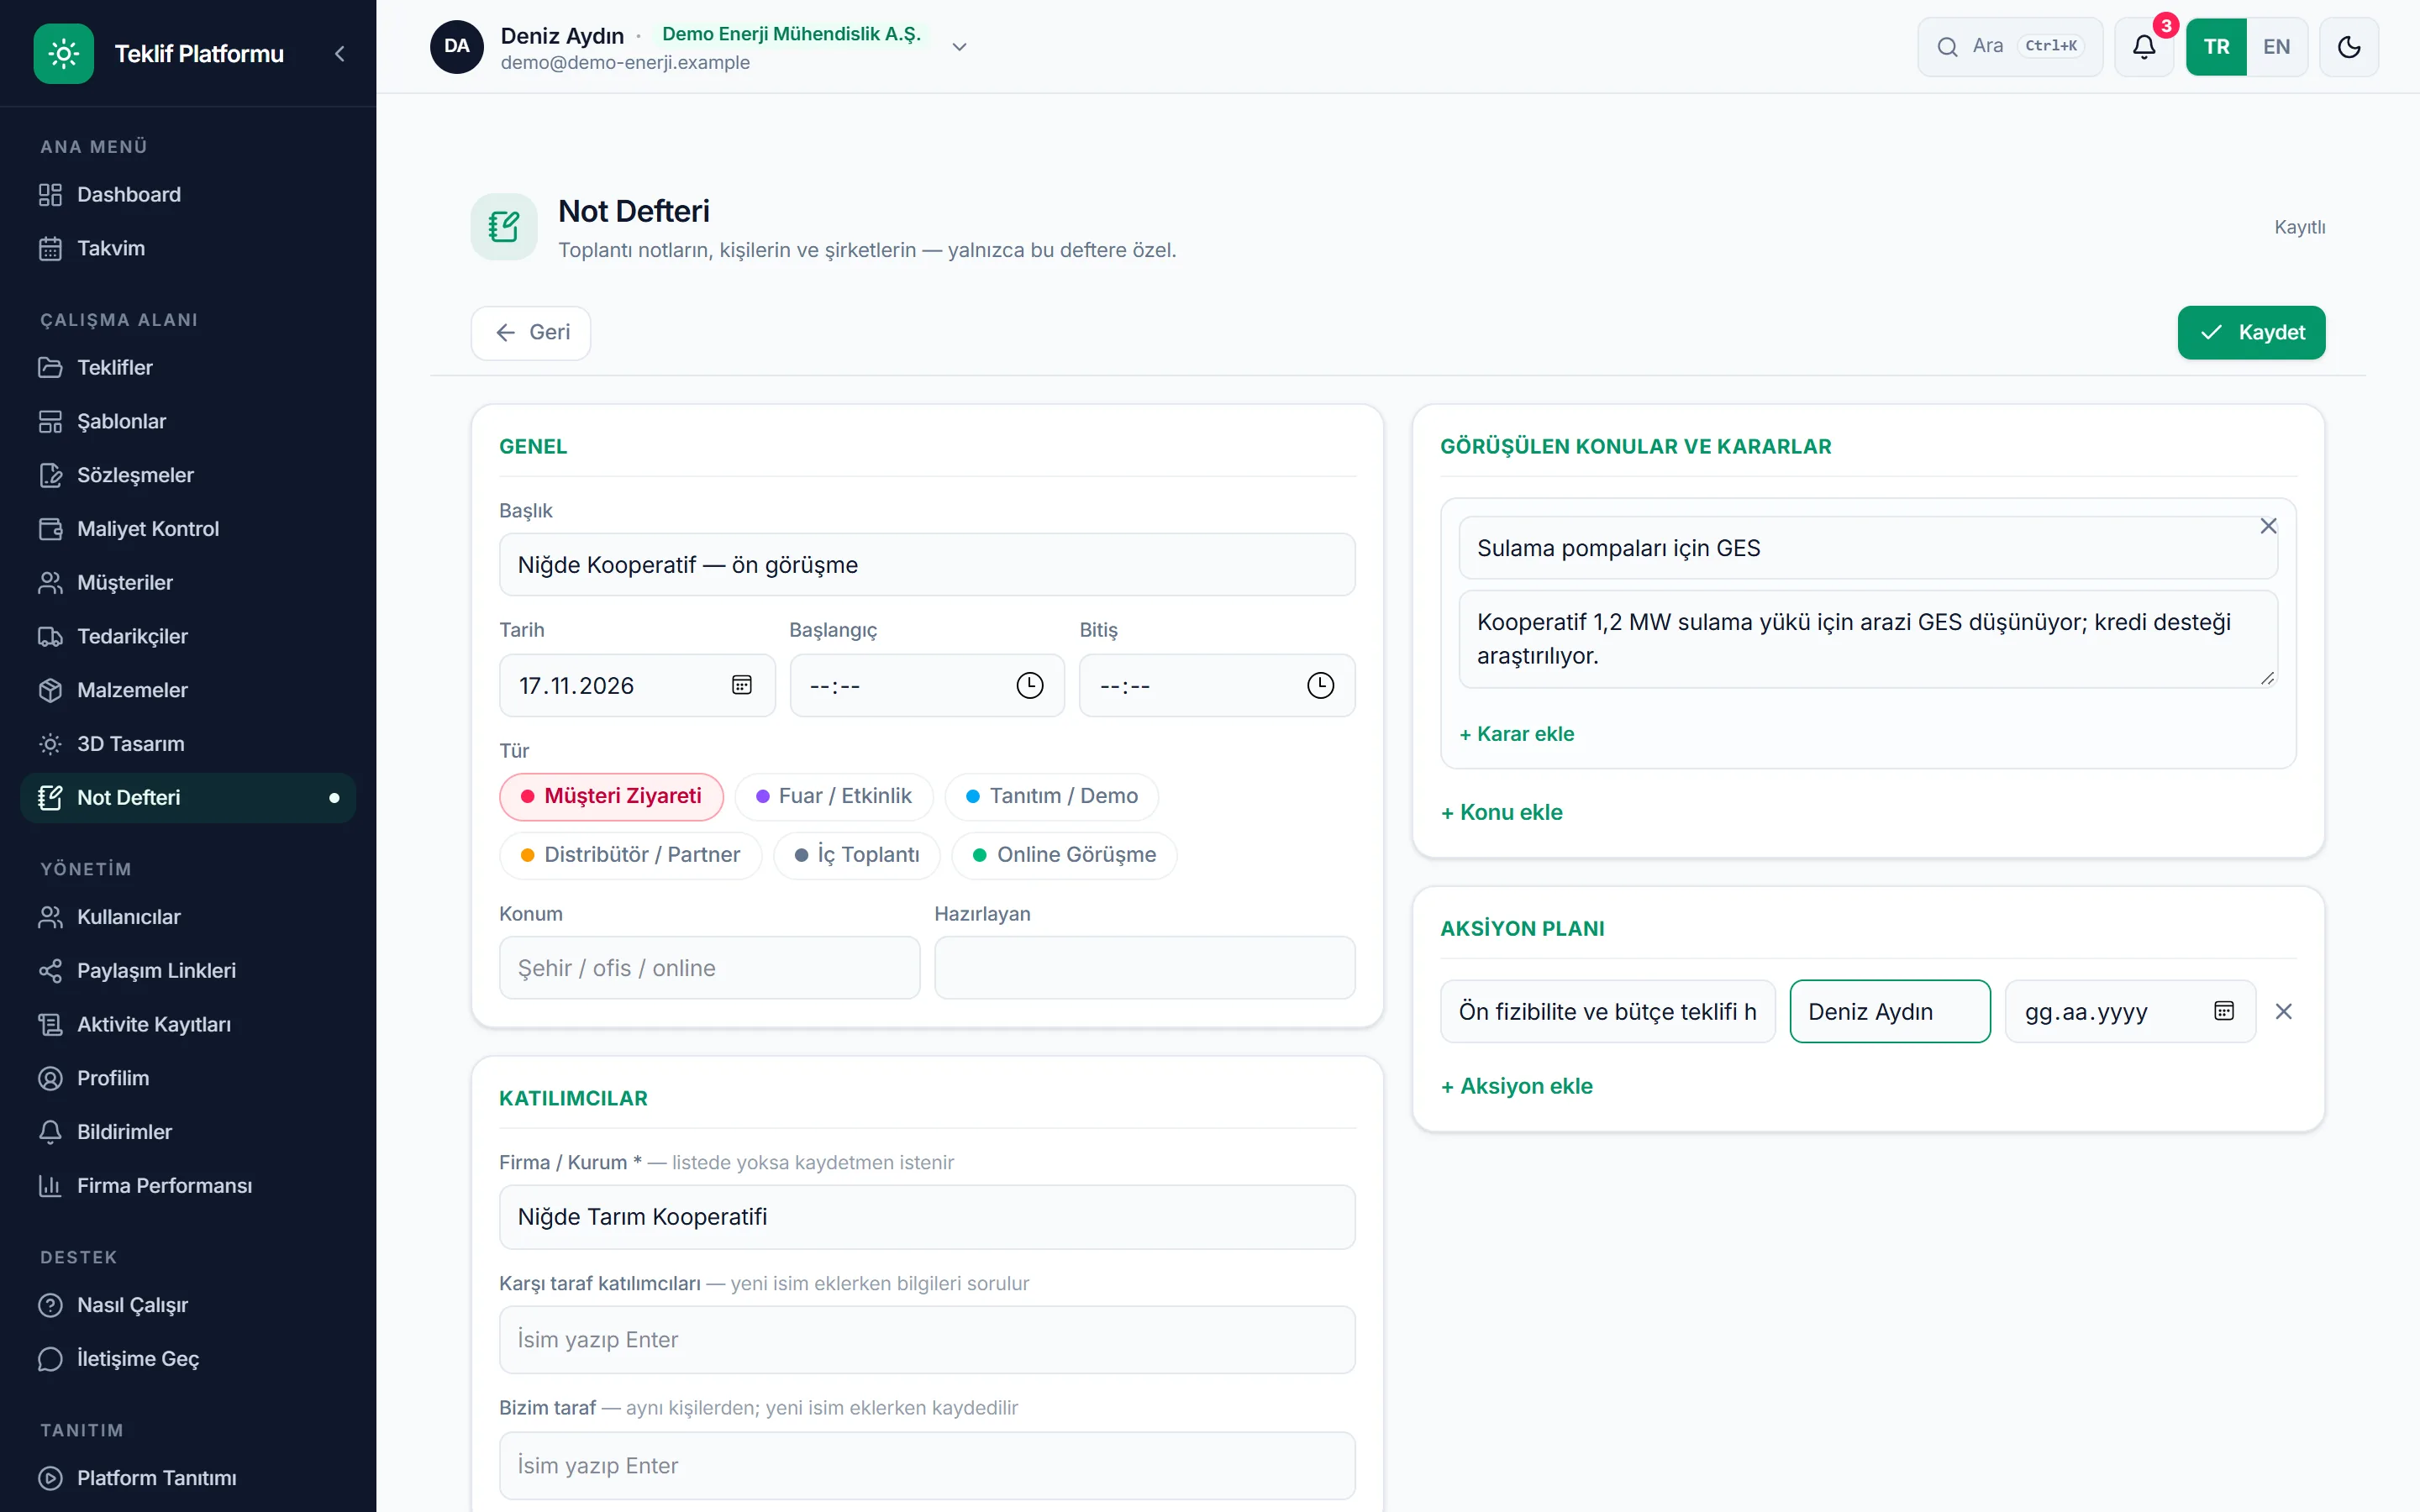 Teklif Platformu
ANA MENÜ
Dashboard
Takvim
ÇALIŞMA ALANI
Teklifler
Şablonlar
Sözleşmeler
Maliyet Kontrol
Müşteriler
Tedarikçiler
Malzemeler
3D Tasarım
Not Defteri
YÖNETİM
Kullanıcılar
Paylaşım Linkleri
Aktivite Kayıtları
Profilim
Bildirimler
Firma Performansı
DESTEK
Nasıl Çalışır
İletişime Geç
TANITIM
Platform Tanıtımı
DA
Deniz Aydın · Demo Enerji Mühendislik A.Ş.
demo@demo-enerji.example
Ara Ctrl+K
3
TR EN
Not Defteri
Toplantı notların, kişilerin ve şirketlerin — yalnızca bu deftere özel.
Kayıtlı
Geri
Kaydet
GENEL
Başlık
Niğde Kooperatif — ön görüşme
Tarih Başlangıç Bitiş
17.11.2026 --:-- --:--
Tür
Müşteri Ziyareti Fuar / Etkinlik Tanıtım / Demo
Distribütör / Partner İç Toplantı Online Görüşme
Konum Hazırlayan
Şehir / ofis / online
KATILIMCILAR
Firma / Kurum * — listede yoksa kaydetmen istenir
Niğde Tarım Kooperatifi
Karşı taraf katılımcıları — yeni isim eklerken bilgileri sorulur
İsim yazıp Enter
Bizim taraf — aynı kişilerden; yeni isim eklerken kaydedilir
İsim yazıp Enter
GÖRÜŞÜLEN KONULAR VE KARARLAR
Sulama pompaları için GES
Kooperatif 1,2 MW sulama yükü için arazi GES düşünüyor; kredi desteği
araştırılıyor.
+ Karar ekle
+ Konu ekle
AKSİYON PLANI
Ön fizibilite ve bütçe teklifi h Deniz Aydın gg.aa.yyyy
+ Aksiyon ekle